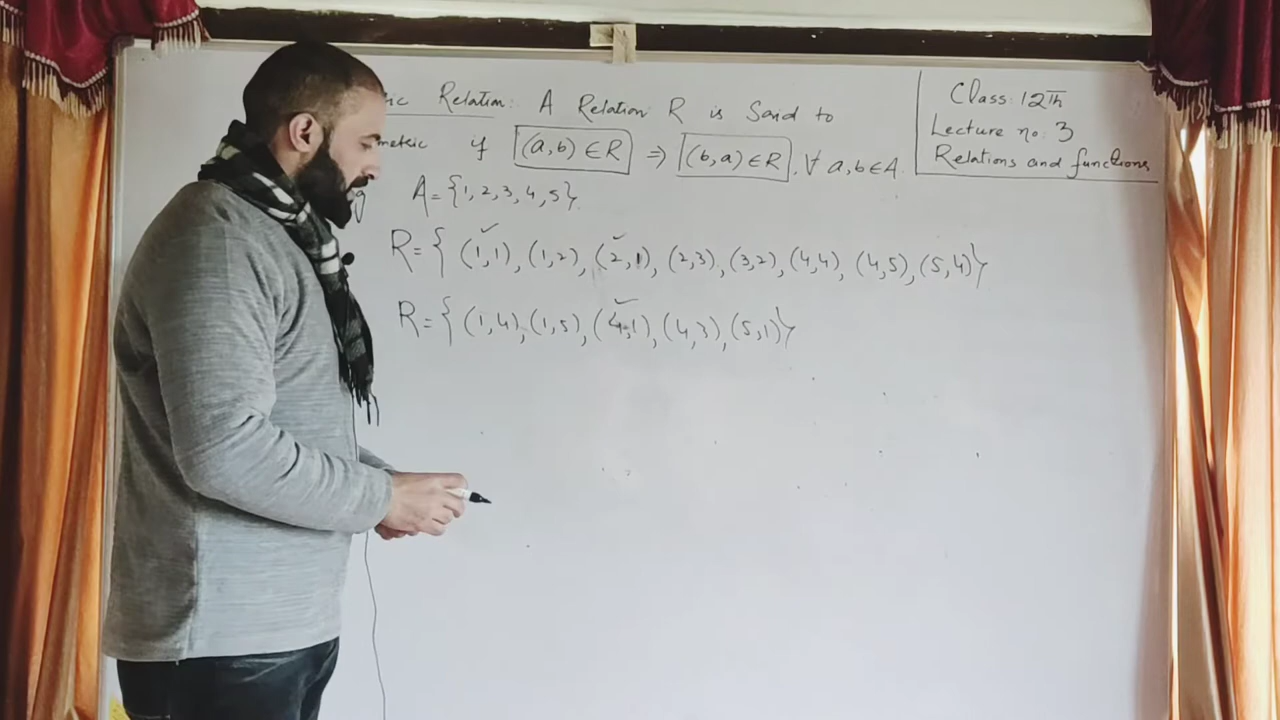 Relation: A Relation R is Said to
if (a,b) ∈ R ⇒ (b,a) ∈ R, ∀ a,b ∈ A.
A = {1, 2, 3, 4, 5}
R = { (1,1), (1,2), (2,1), (2,3), (3,2), (4,4), (4,5), (5,4)}
R = { (1,4), (1,5), (4,1), (4,3), (5,1)}
Class: 12th
Lecture no: 3
Relations and functions